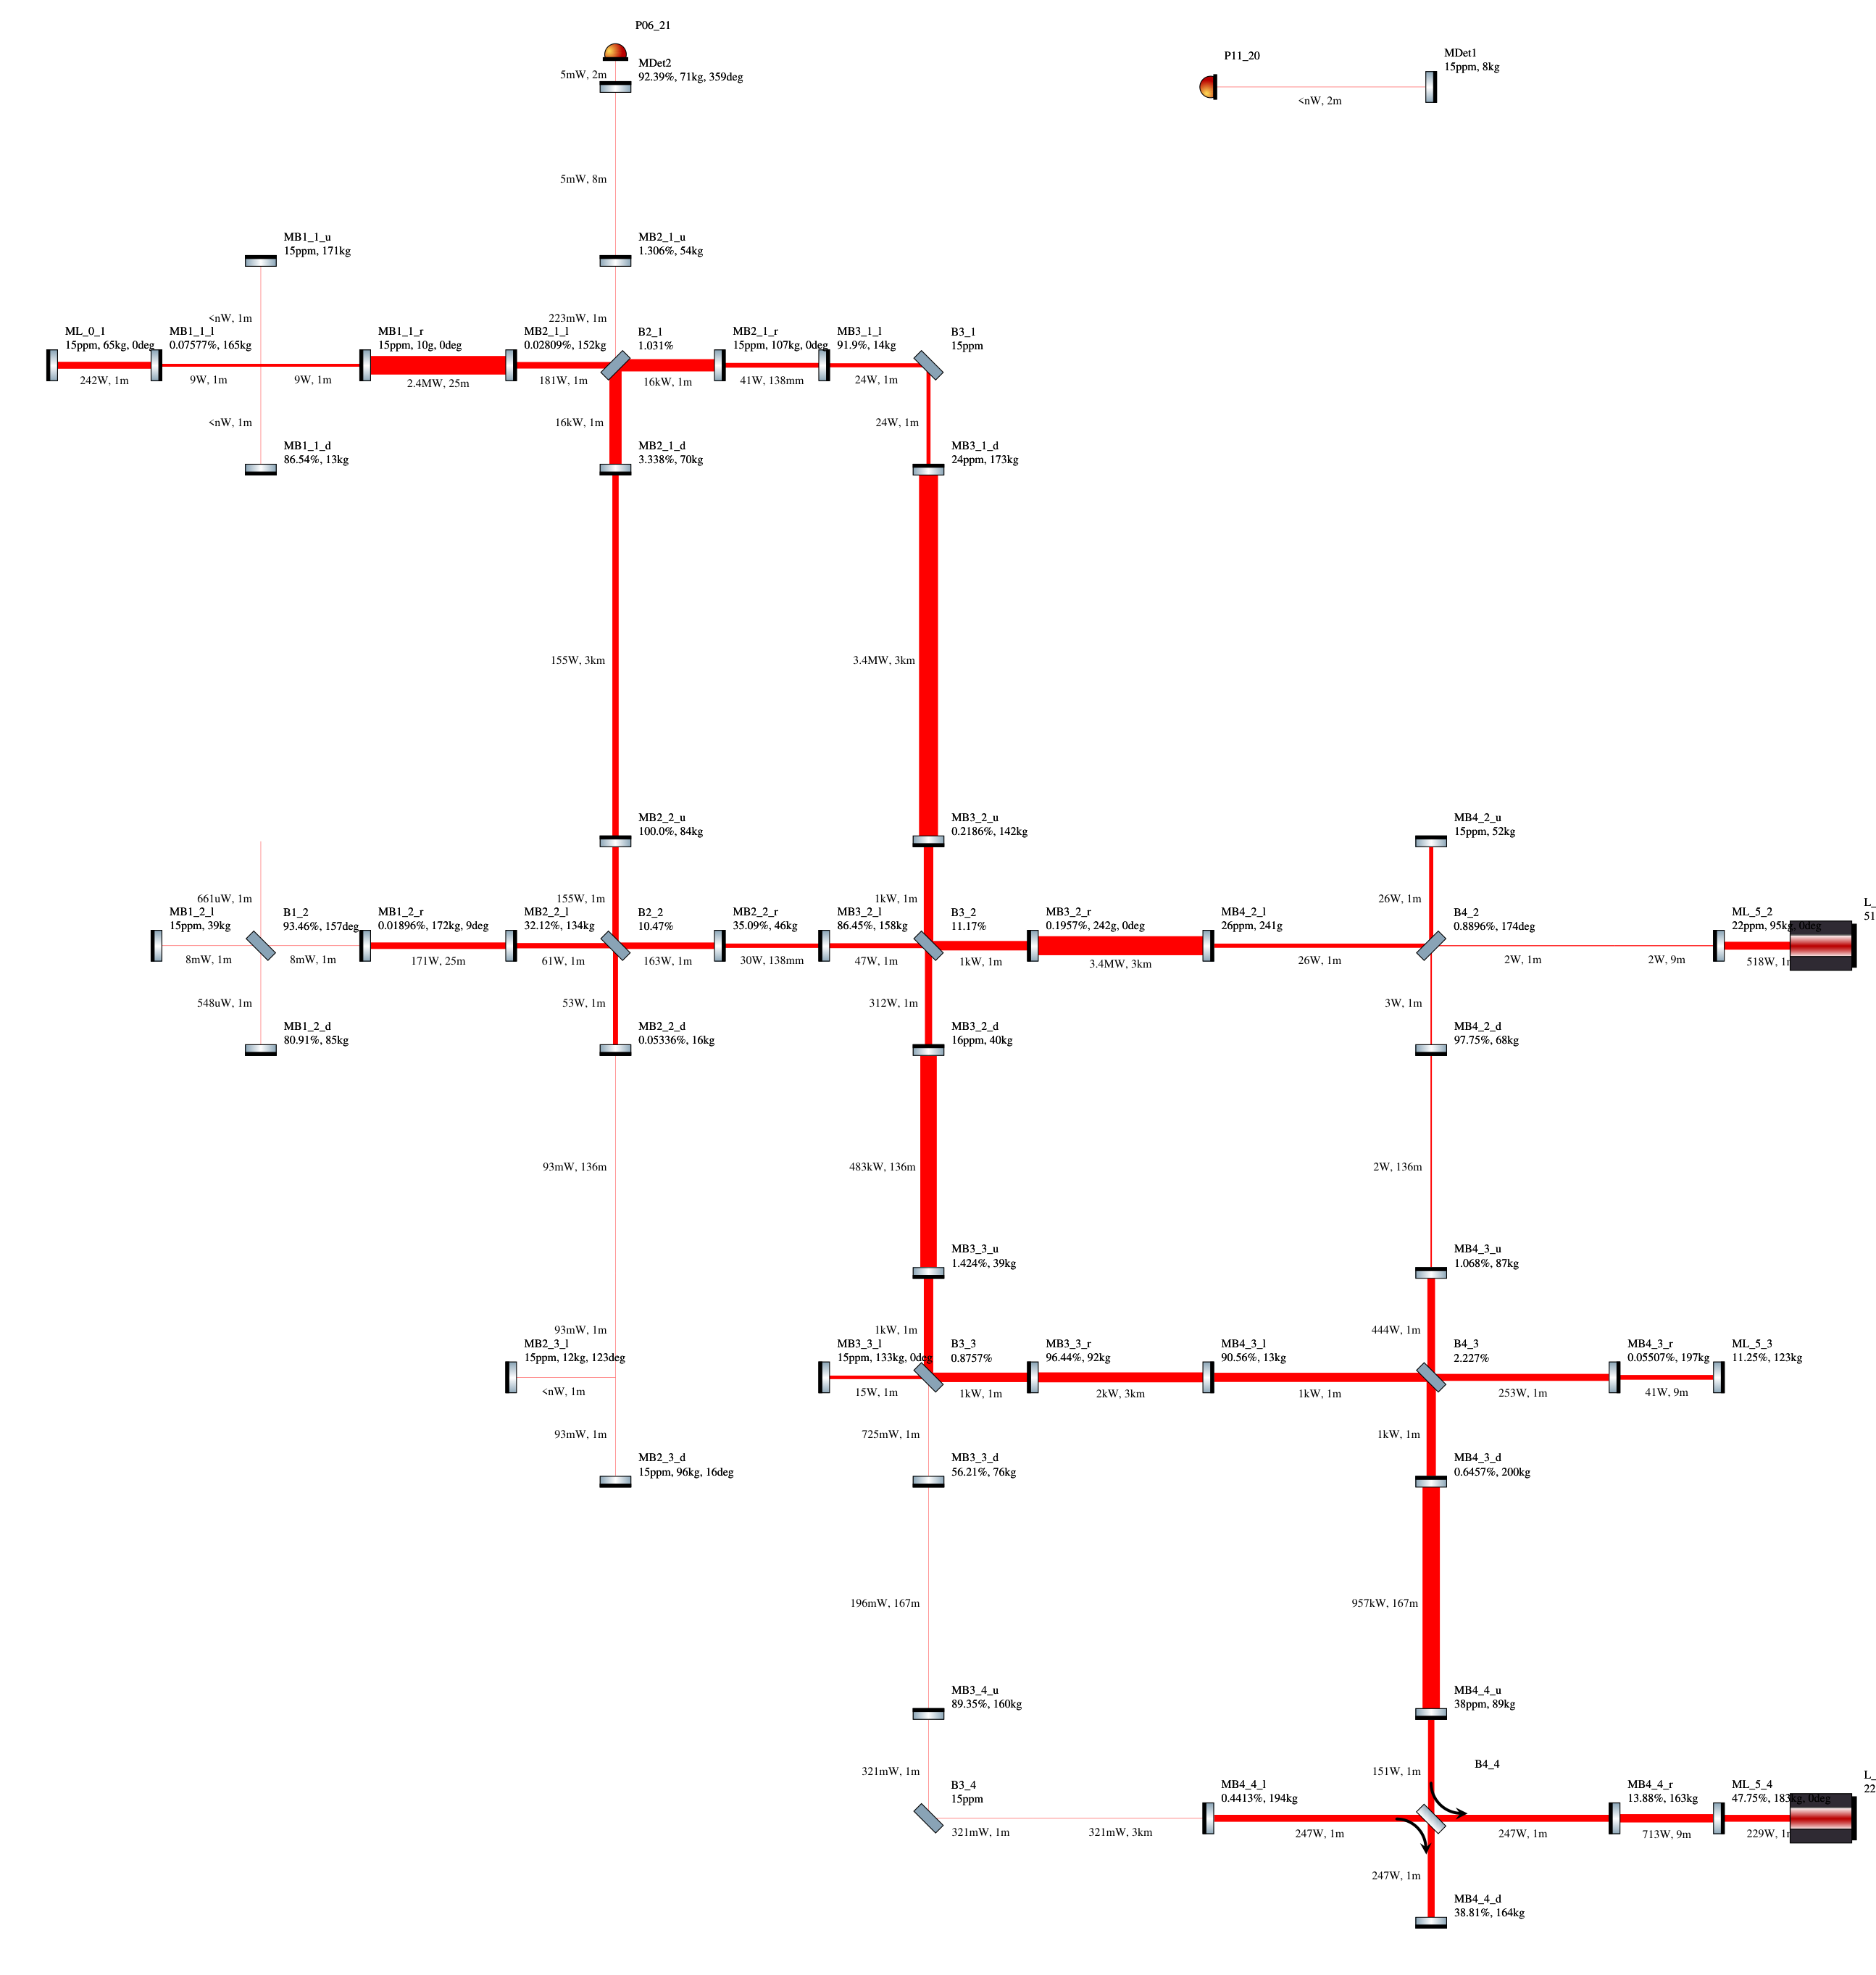 P06_21
MDet2
5mW, 2m
92.39%, 71kg, 359deg
P11_20
MDet1
15ppm, 8kg
<nW, 2m
5mW, 8m
MB1_1_u
15ppm, 171kg
MB2_1_u
1.306%, 54kg
<nW, 1m
223mW, 1m
ML_0_1
15ppm, 65kg, 0deg
MB1_1_l
0.07577%, 165kg
MB1_1_r
15ppm, 10g, 0deg
MB2_1_l
0.02809%, 152kg
B2_1
1.031%
MB2_1_r
15ppm, 107kg, 0deg
MB3_1_l
91.9%, 14kg
B3_1
15ppm
242W, 1m
9W, 1m
9W, 1m
2.4MW, 25m
181W, 1m
16kW, 1m
41W, 138mm
24W, 1m
<nW, 1m
16kW, 1m
24W, 1m
MB1_1_d
86.54%, 13kg
MB2_1_d
3.338%, 70kg
MB3_1_d
24ppm, 173kg
155W, 3km
3.4MW, 3km
MB2_2_u
100.0%, 84kg
MB3_2_u
0.2186%, 142kg
MB4_2_u
15ppm, 52kg
661uW, 1m
155W, 1m
1kW, 1m
26W, 1m
MB1_2_l
15ppm, 39kg
B1_2
93.46%, 157deg
MB1_2_r
0.01896%, 172kg, 9deg
MB2_2_l
32.12%, 134kg
B2_2
10.47%
MB2_2_r
35.09%, 46kg
MB3_2_l
86.45%, 158kg
B3_2
11.17%
MB3_2_r
0.1957%, 242g, 0deg
MB4_2_l
26ppm, 241g
B4_2
0.8896%, 174deg
ML_5_2
22ppm, 95kg, 0deg
L_
51
8mW, 1m
8mW, 1m
171W, 25m
61W, 1m
163W, 1m
30W, 138mm
47W, 1m
1kW, 1m
3.4MW, 3km
26W, 1m
2W, 1m
2W, 9m
518W, 1m
548uW, 1m
53W, 1m
312W, 1m
3W, 1m
MB1_2_d
80.91%, 85kg
MB2_2_d
0.05336%, 16kg
MB3_2_d
16ppm, 40kg
MB4_2_d
97.75%, 68kg
93mW, 136m
483kW, 136m
2W, 136m
MB3_3_u
1.424%, 39kg
MB4_3_u
1.068%, 87kg
93mW, 1m
1kW, 1m
444W, 1m
MB2_3_l
15ppm, 12kg, 123deg
MB3_3_l
15ppm, 133kg, 0deg
B3_3
0.8757%
MB3_3_r
96.44%, 92kg
MB4_3_l
90.56%, 13kg
B4_3
2.227%
MB4_3_r
0.05507%, 197kg
ML_5_3
11.25%, 123kg
<nW, 1m
15W, 1m
1kW, 1m
2kW, 3km
1kW, 1m
253W, 1m
41W, 9m
93mW, 1m
725mW, 1m
1kW, 1m
MB2_3_d
15ppm, 96kg, 16deg
MB3_3_d
56.21%, 76kg
MB4_3_d
0.6457%, 200kg
196mW, 167m
957kW, 167m
MB3_4_u
89.35%, 160kg
MB4_4_u
38ppm, 89kg
321mW, 1m
151W, 1m
B4_4
B3_4
15ppm
MB4_4_l
0.4413%, 194kg
MB4_4_r
13.88%, 163kg
ML_5_4
47.75%, 183kg, 0deg
L_
22
321mW, 1m
321mW, 3km
247W, 1m
247W, 1m
713W, 9m
229W, 1m
247W, 1m
MB4_4_d
38.81%, 164kg